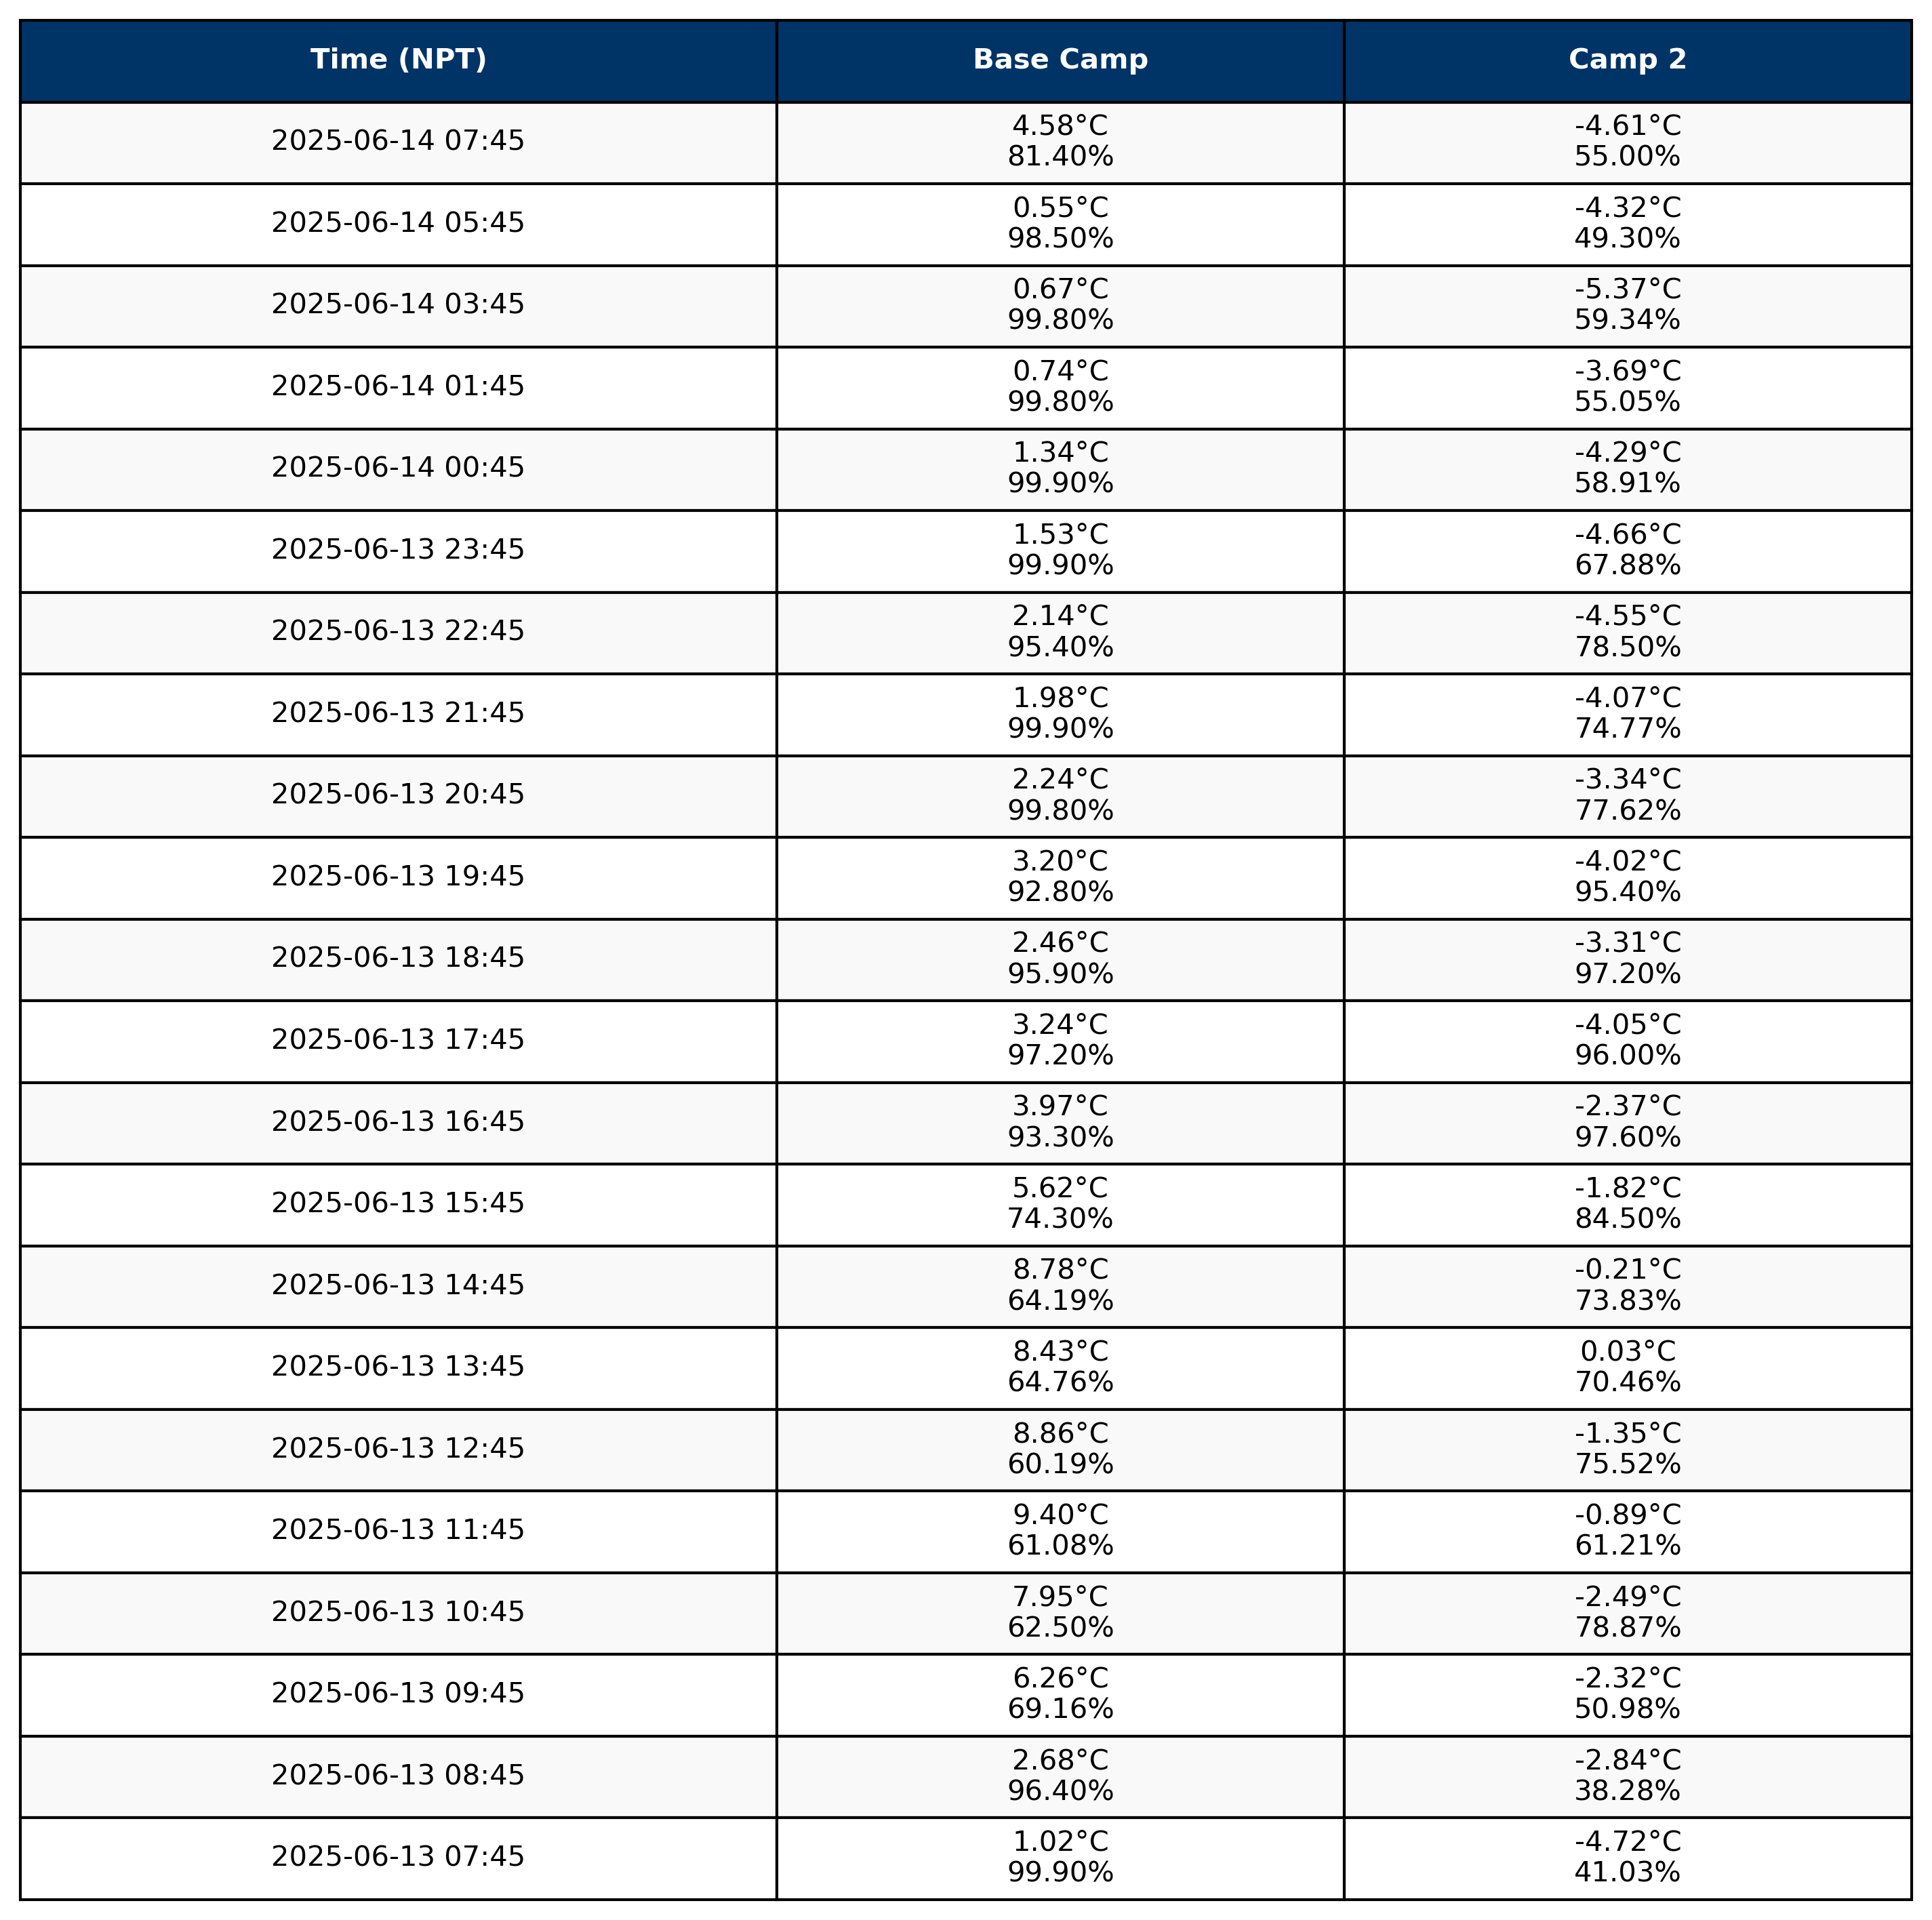 Time (NPT) Base Camp Camp 2
2025-06-14 07:45 4.58°C -4.61°C
81.40% 55.00%
2025-06-14 05:45 0.55°C -4.32°C
98.50% 49.30%
2025-06-14 03:45 0.67°C -5.37°C
99.80% 59.34%
2025-06-14 01:45 0.74°C -3.69°C
99.80% 55.05%
2025-06-14 00:45 1.34°C -4.29°C
99.90% 58.91%
2025-06-13 23:45 1.53°C -4.66°C
99.90% 67.88%
2025-06-13 22:45 2.14°C -4.55°C
95.40% 78.50%
2025-06-13 21:45 1.98°C -4.07°C
99.90% 74.77%
2025-06-13 20:45 2.24°C -3.34°C
99.80% 77.62%
2025-06-13 19:45 3.20°C -4.02°C
92.80% 95.40%
2025-06-13 18:45 2.46°C -3.31°C
95.90% 97.20%
2025-06-13 17:45 3.24°C -4.05°C
97.20% 96.00%
2025-06-13 16:45 3.97°C -2.37°C
93.30% 97.60%
2025-06-13 15:45 5.62°C -1.82°C
74.30% 84.50%
2025-06-13 14:45 8.78°C -0.21°C
64.19% 73.83%
2025-06-13 13:45 8.43°C 0.03°C
64.76% 70.46%
2025-06-13 12:45 8.86°C -1.35°C
60.19% 75.52%
2025-06-13 11:45 9.40°C -0.89°C
61.08% 61.21%
2025-06-13 10:45 7.95°C -2.49°C
62.50% 78.87%
2025-06-13 09:45 6.26°C -2.32°C
69.16% 50.98%
2025-06-13 08:45 2.68°C -2.84°C
96.40% 38.28%
2025-06-13 07:45 1.02°C -4.72°C
99.90% 41.03%